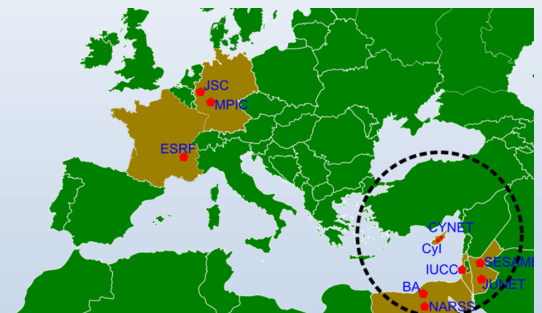 JSC
MPIC
ESRF
CYNET
CyI
IUCC
SESAME
JUNET
BA
NARSS